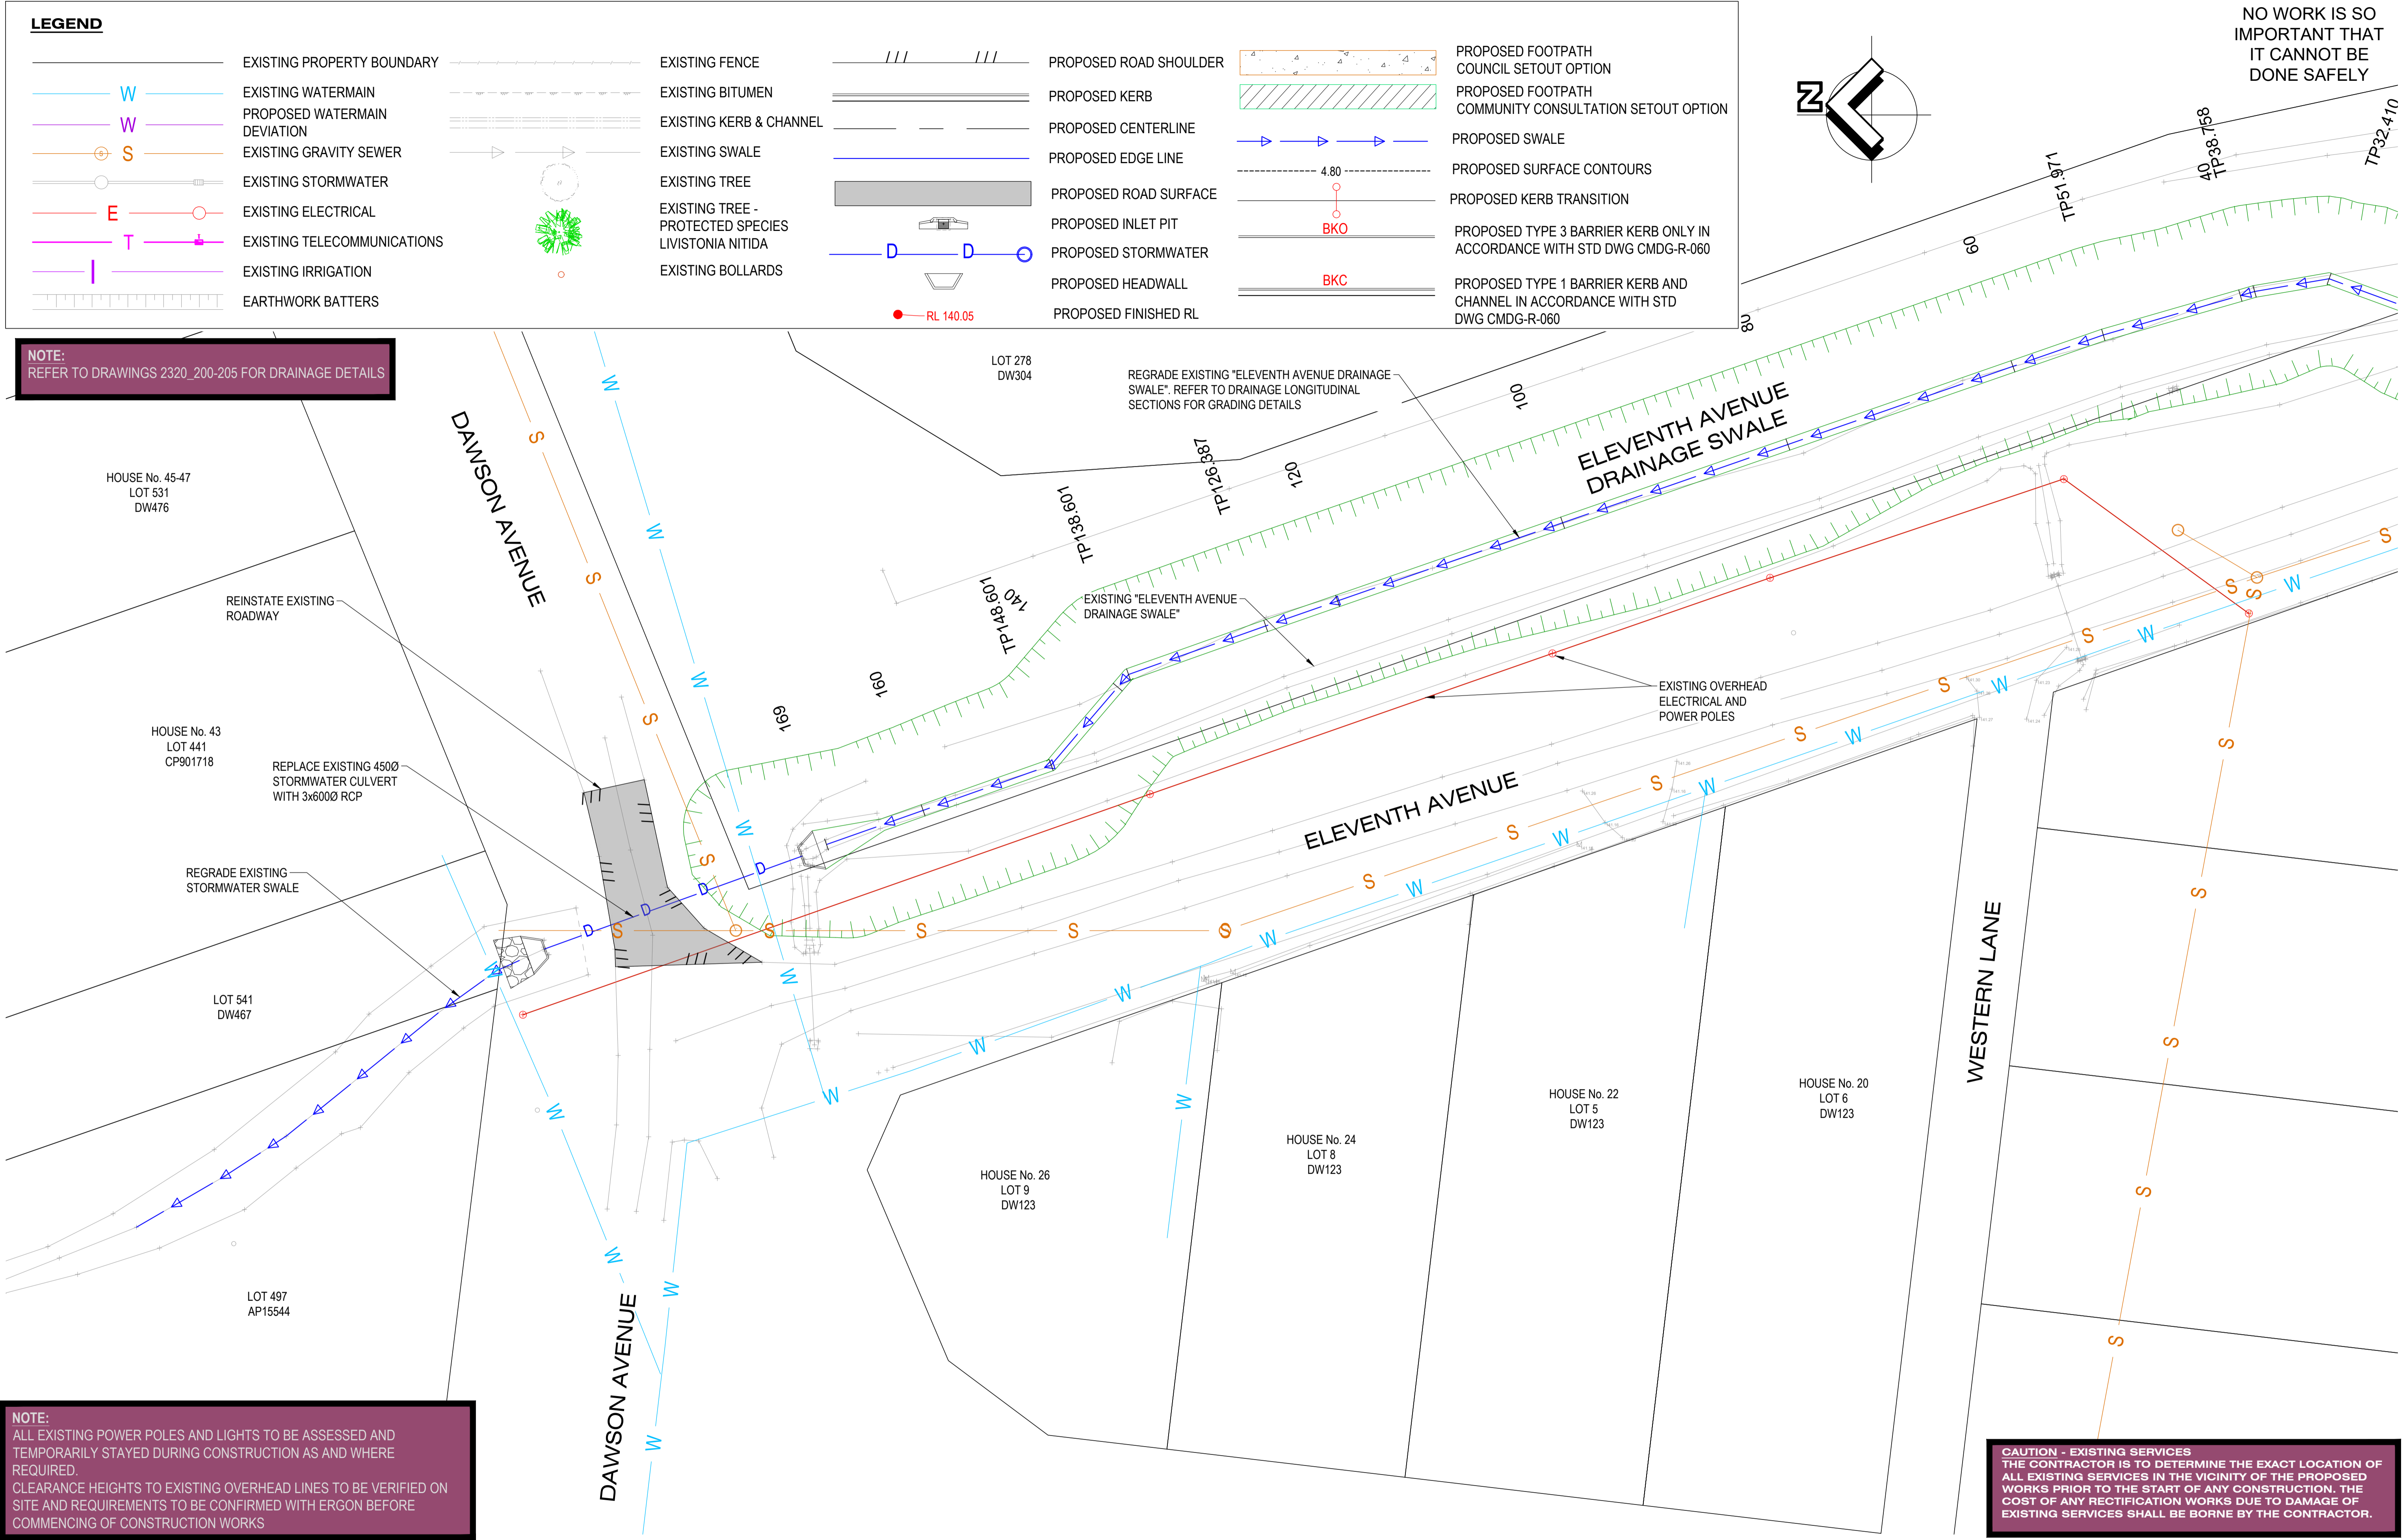 LEGEND
EXISTING PROPERTY BOUNDARY
W
EXISTING WATERMAIN
W
PROPOSED WATERMAIN
DEVIATION
S
S
EXISTING GRAVITY SEWER
EXISTING STORMWATER
E
EXISTING ELECTRICAL
T
EXISTING TELECOMMUNICATIONS
I
EXISTING IRRIGATION
EARTHWORK BATTERS
EXISTING FENCE
EXISTING BITUMEN
EXISTING KERB & CHANNEL
EXISTING SWALE
EXISTING TREE
EXISTING TREE -
PROTECTED SPECIES
LIVISTONIA NITIDA
EXISTING BOLLARDS
PROPOSED ROAD SHOULDER
PROPOSED KERB
PROPOSED CENTERLINE
PROPOSED EDGE LINE
PROPOSED ROAD SURFACE
PROPOSED INLET PIT
D D
PROPOSED STORMWATER
PROPOSED HEADWALL
RL 140.05
PROPOSED FINISHED RL
PROPOSED FOOTPATH
COUNCIL SETOUT OPTION
PROPOSED FOOTPATH
COMMUNITY CONSULTATION SETOUT OPTION
PROPOSED SWALE
4.80
PROPOSED SURFACE CONTOURS
PROPOSED KERB TRANSITION
BKO
PROPOSED TYPE 3 BARRIER KERB ONLY IN
ACCORDANCE WITH STD DWG CMDG-R-060
BKC
PROPOSED TYPE 1 BARRIER KERB AND
CHANNEL IN ACCORDANCE WITH STD
DWG CMDG-R-060
N
NO WORK IS SO
IMPORTANT THAT
IT CANNOT BE
DONE SAFELY
NOTE:
REFER TO DRAWINGS 2320_200-205 FOR DRAINAGE DETAILS
TP32.410
TP38.758
40
TP51.971
60
80
100
120
TP126.387
TP138.601
140
TP148.601
160
169
LOT 278
DW304
REGRADE EXISTING "ELEVENTH AVENUE DRAINAGE
SWALE". REFER TO DRAINAGE LONGITUDINAL
SECTIONS FOR GRADING DETAILS
ELEVENTH AVENUE
DRAINAGE SWALE
DAWSON AVENUE
HOUSE No. 45-47
LOT 531
DW476
REINSTATE EXISTING
ROADWAY
EXISTING "ELEVENTH AVENUE
DRAINAGE SWALE"
EXISTING OVERHEAD
ELECTRICAL AND
POWER POLES
HOUSE No. 43
LOT 441
CP901718
REPLACE EXISTING 450Ø
STORMWATER CULVERT
WITH 3x600Ø RCP
REGRADE EXISTING
STORMWATER SWALE
ELEVENTH AVENUE
WESTERN LANE
LOT 541
DW467
HOUSE No. 20
LOT 6
DW123
HOUSE No. 22
LOT 5
DW123
HOUSE No. 24
LOT 8
DW123
HOUSE No. 26
LOT 9
DW123
LOT 497
AP15544
DAWSON AVENUE
NOTE:
ALL EXISTING POWER POLES AND LIGHTS TO BE ASSESSED AND
TEMPORARILY STAYED DURING CONSTRUCTION AS AND WHERE
REQUIRED.
CLEARANCE HEIGHTS TO EXISTING OVERHEAD LINES TO BE VERIFIED ON
SITE AND REQUIREMENTS TO BE CONFIRMED WITH ERGON BEFORE
COMMENCING OF CONSTRUCTION WORKS
CAUTION - EXISTING SERVICES
THE CONTRACTOR IS TO DETERMINE THE EXACT LOCATION OF
ALL EXISTING SERVICES IN THE VICINITY OF THE PROPOSED
WORKS PRIOR TO THE START OF ANY CONSTRUCTION. THE
COST OF ANY RECTIFICATION WORKS DUE TO DAMAGE OF
EXISTING SERVICES SHALL BE BORNE BY THE CONTRACTOR.